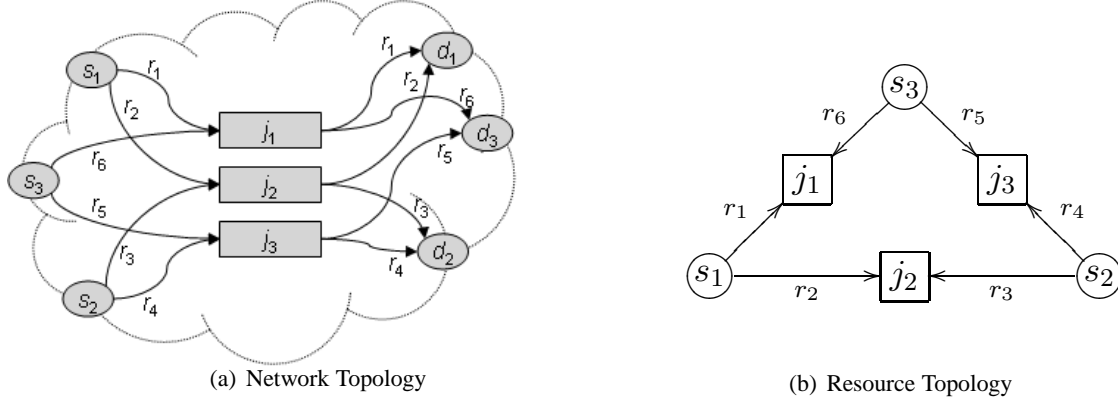 s1
r1
r2
r6
s3
r5
r3
s2
r4
j1
j2
j3
r1
d1
r2
r6
d3
r5
r3
r4
d2
(a) Network Topology
s3
r6
r5
j1
j3
r1
r4
s1
r2
j2
r3
s2
(b) Resource Topology